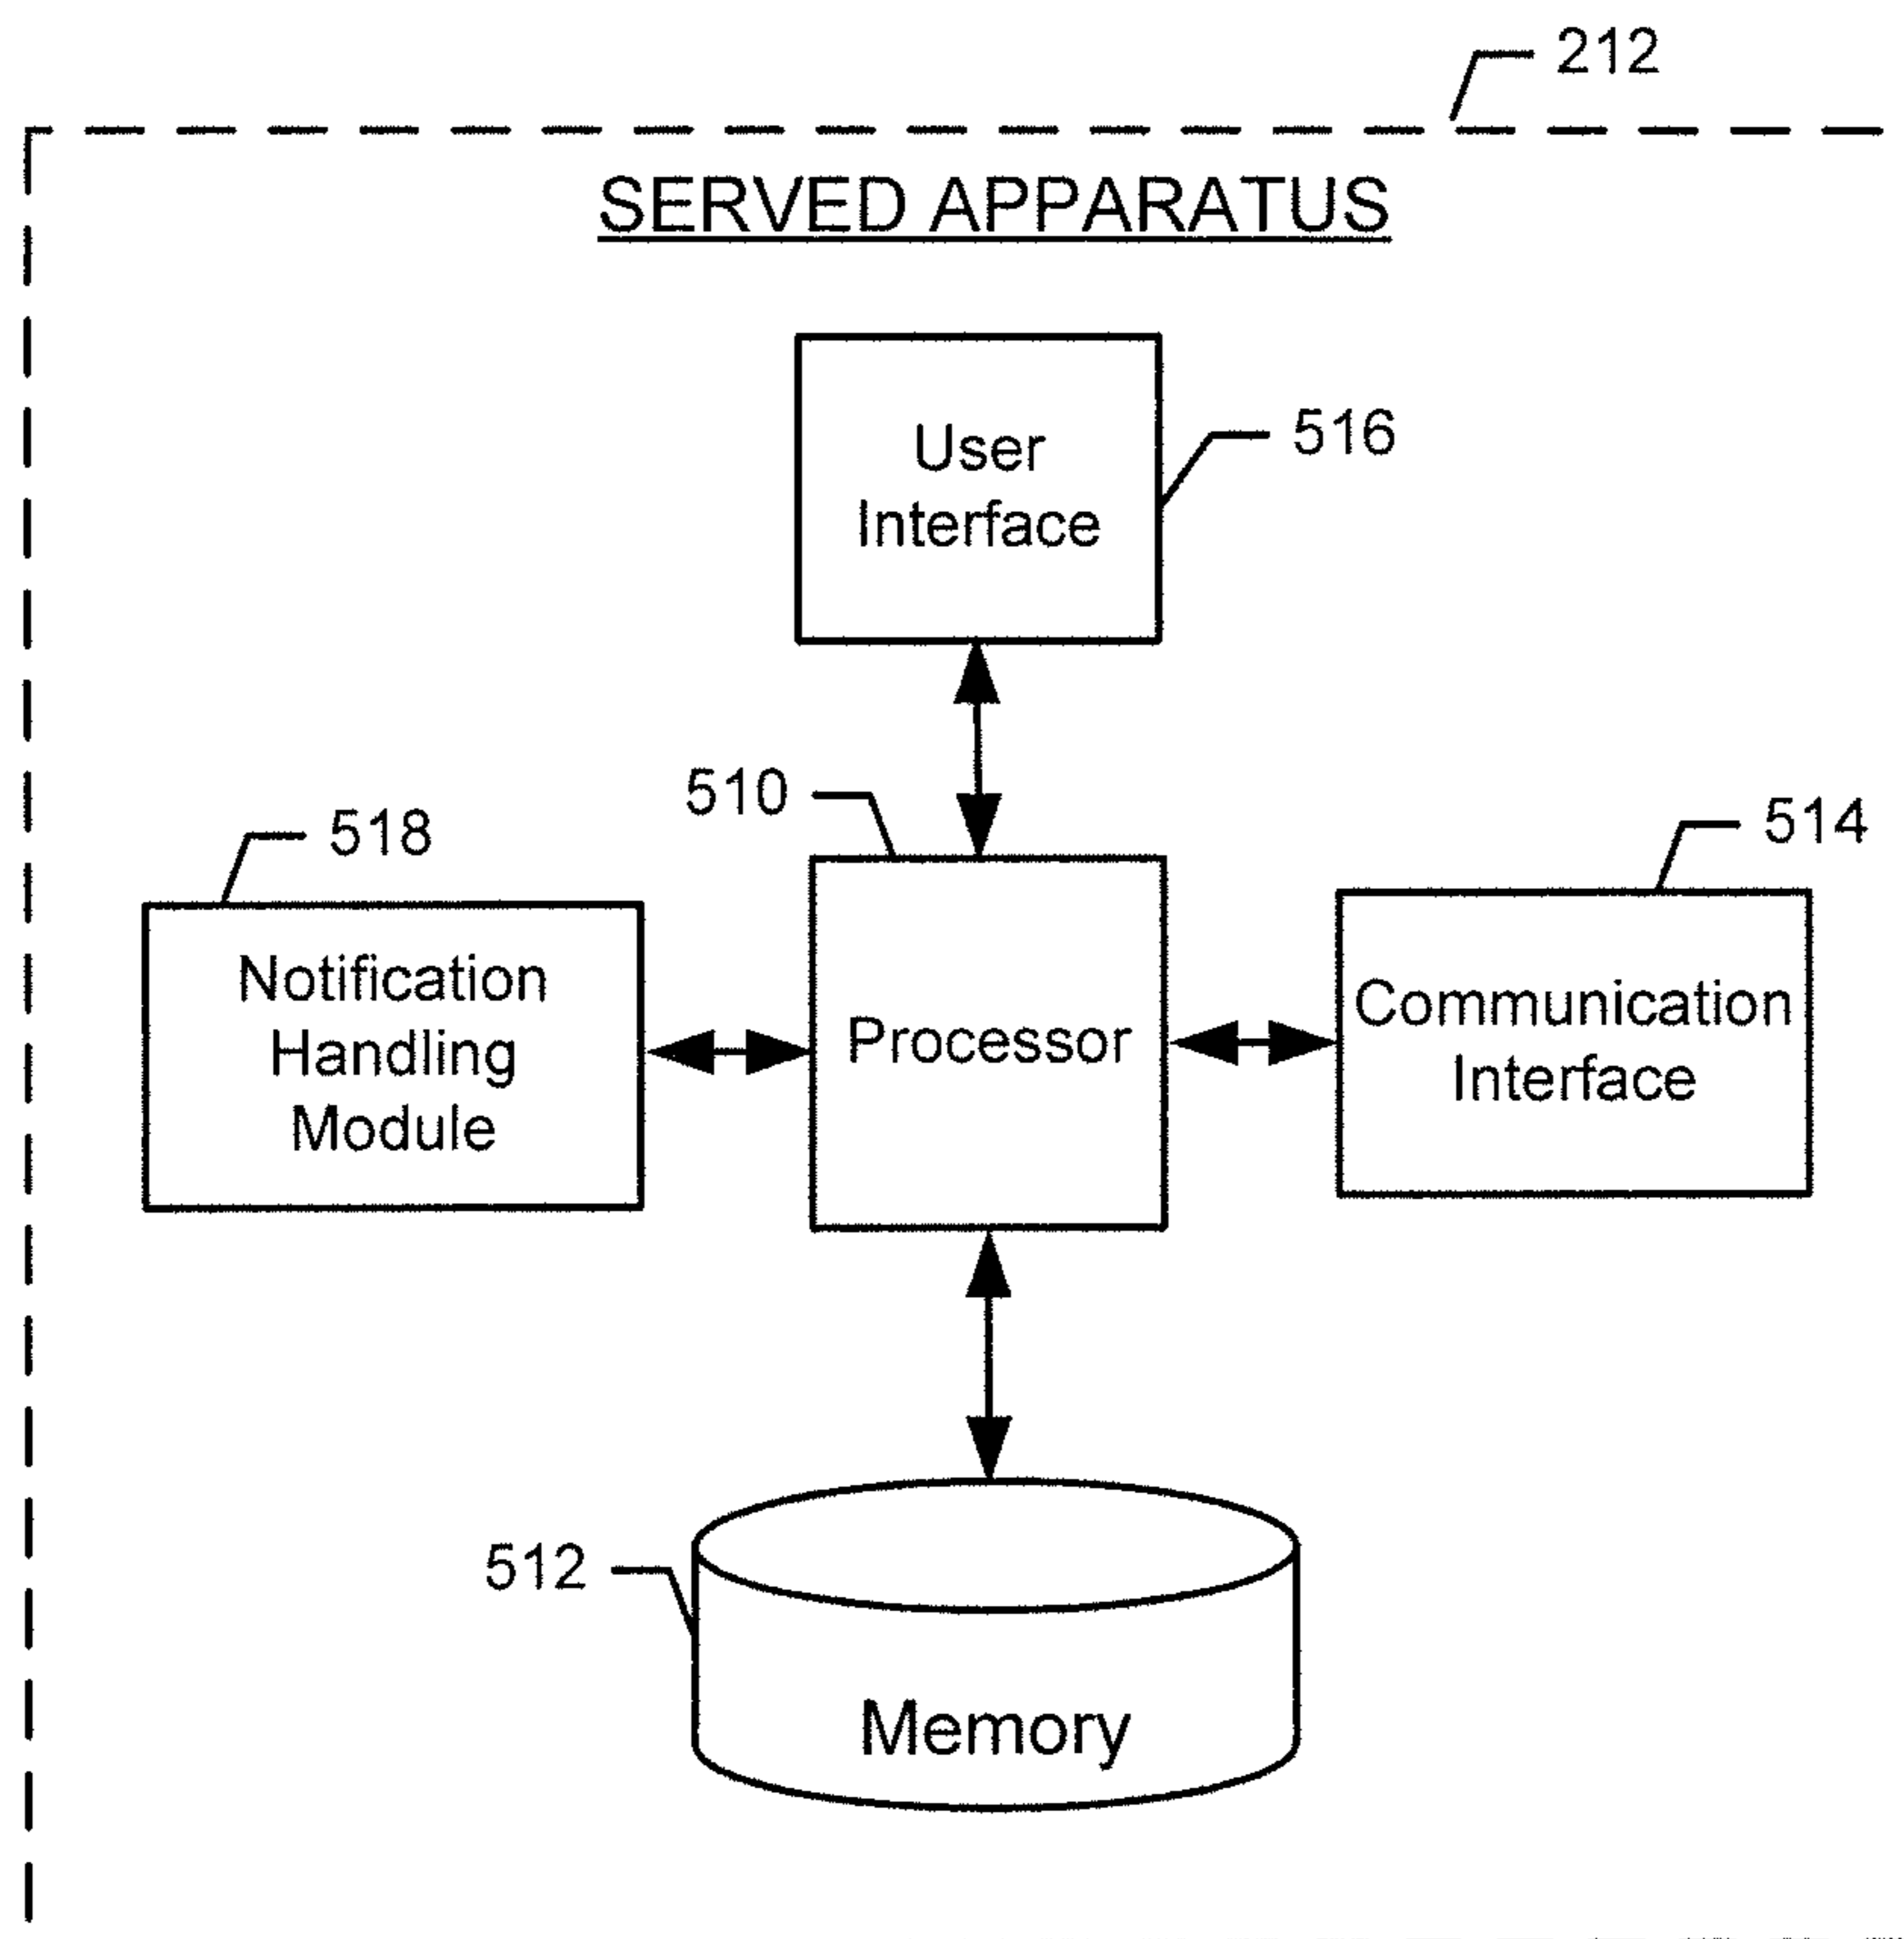 212
SERVED APPARATUS
User
Interface
516
510
518
514
Notification
Handling
Module
Processor
Communication
Interface
512
Memory